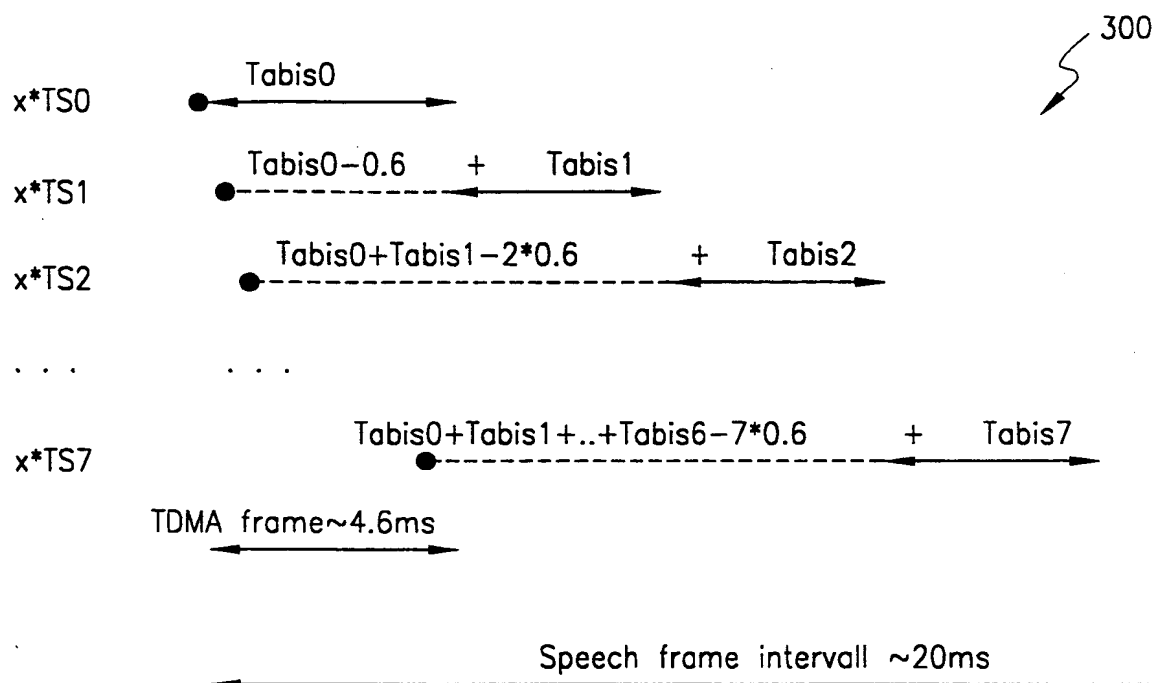 300
Tabis0
x*TS0
Tabis0-0.6 + Tabis1
x*TS1
Tabis0+Tabis1-2*0.6 + Tabis2
x*TS2
. . . . . .
Tabis0+Tabis1+..+Tabis6-7*0.6 + Tabis7
x*TS7
TDMA frame~4.6ms
Speech frame intervall ~20ms